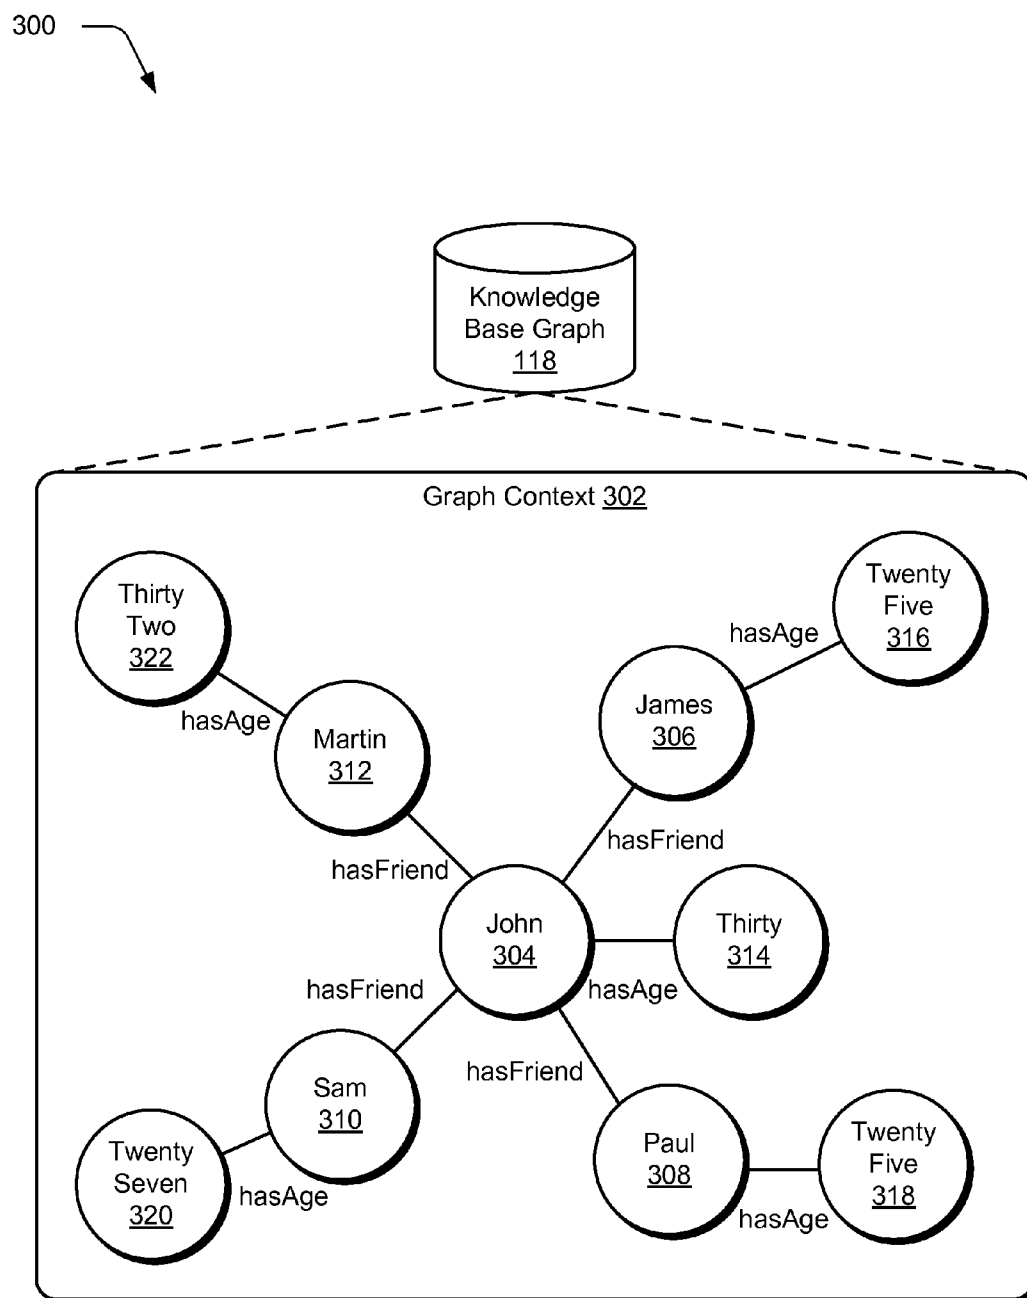 300
Knowledge
Base Graph
118
Graph Context 302
Thirty
Two
322
hasAge
Martin
312
hasFriend
Twenty
Five
316
hasAge
James
306
hasFriend
John
304
hasAge
Thirty
314
hasFriend
Sam
310
hasAge
Twenty
Seven
320
hasFriend
Paul
308
hasAge
Twenty
Five
318